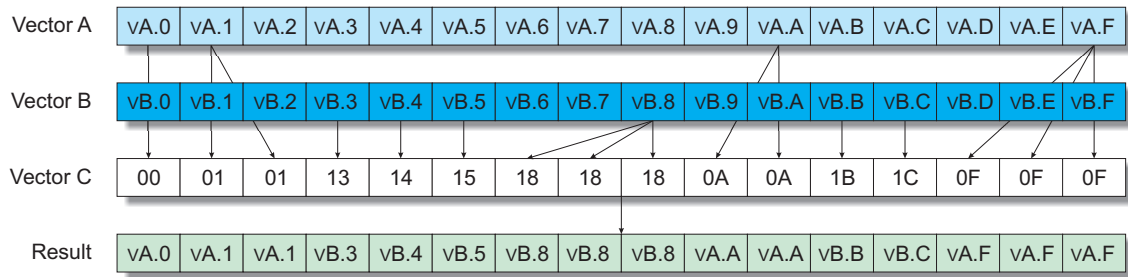 Vector A vA.0 vA.1 vA.2 vA.3 vA.4 vA.5 vA.6 vA.7 vA.8 vA.9 vA.A vA.B vA.C vA.D vA.E vA.F
Vector B vB.0 vB.1 vB.2 vB.3 vB.4 vB.5 vB.6 vB.7 vB.8 vB.9 vB.A vB.B vB.C vB.D vB.E vB.F
Vector C 00 01 01 13 14 15 18 18 18 0A 0A 1B 1C 0F 0F 0F
Result vA.0 vA.1 vA.1 vB.3 vB.4 vB.5 vB.8 vB.8 vB.8 vA.A vA.A vB.B vB.C vA.F vA.F vA.F